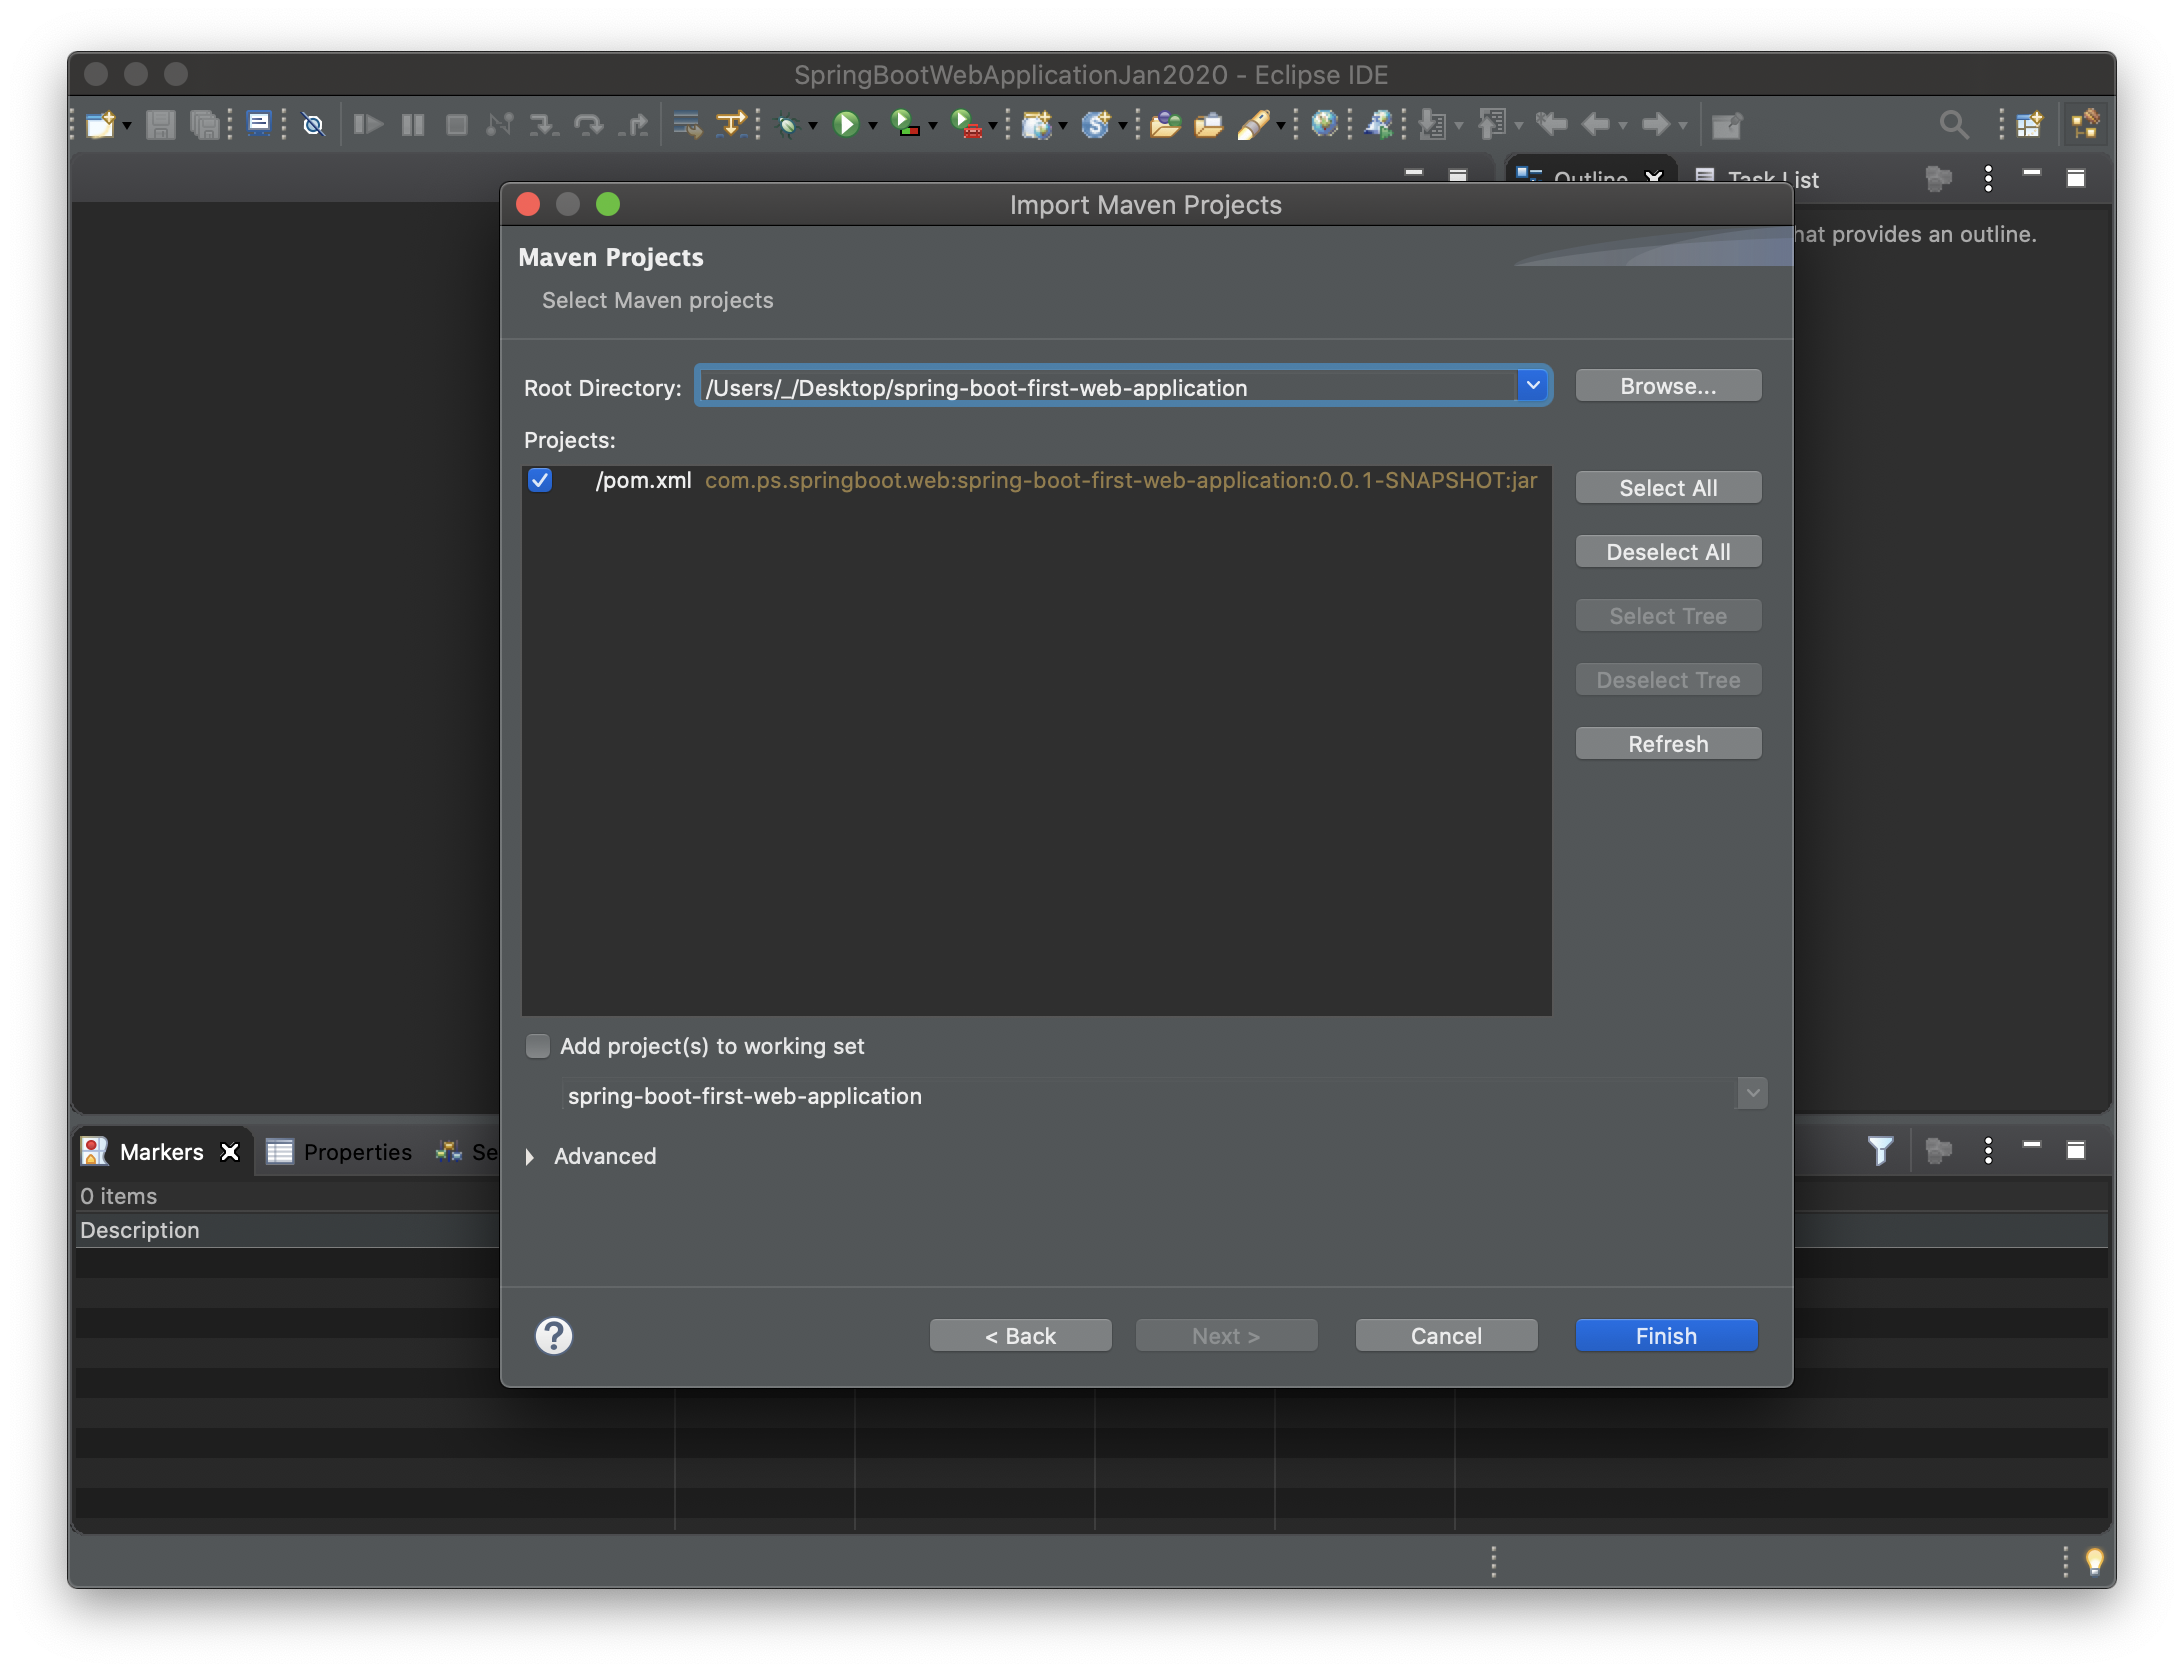 SpringBootWebApplicationJan2020 - Eclipse IDE
Outline
Task List
hat provides an outline.
Import Maven Projects
Maven Projects
Select Maven projects
Root Directory:
/Users/_/Desktop/spring-boot-first-web-application
Browse...
Projects:
/pom.xml com.ps.springboot.web:spring-boot-first-web-application:0.0.1-SNAPSHOT:jar
Select All
Deselect All
Select Tree
Deselect Tree
Refresh
Add project(s) to working set
spring-boot-first-web-application
Advanced
< Back
Next >
Cancel
Finish
Markers
Properties
Se
0 items
Description